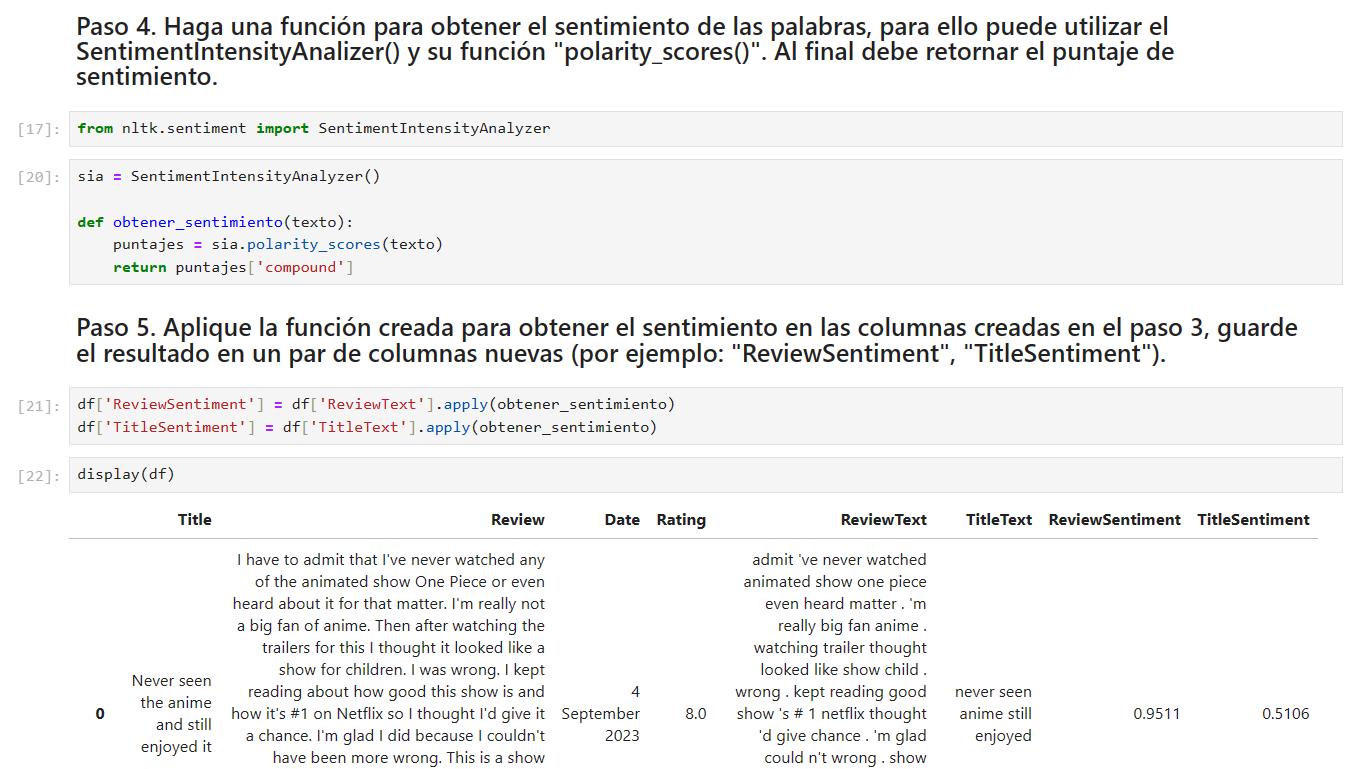 Paso 4. Haga una función para obtener el sentimiento de las palabras, para ello puede utilizar el
SentimentIntensityAnalizer() y su función "polarity_scores()". Al final debe retornar el puntaje de
sentimiento.
[17]: from nltk.sentiment import SentimentIntensityAnalyzer
[20]: sia = SentimentIntensityAnalyzer()
def obtener_sentimiento(texto):
    puntajes = sia.polarity_scores(texto)
    return puntajes['compound']
Paso 5. Aplique la función creada para obtener el sentimiento en las columnas creadas en el paso 3, guarde
el resultado en un par de columnas nuevas (por ejemplo: "ReviewSentiment", "TitleSentiment").
[21]: df['ReviewSentiment'] = df['ReviewText'].apply(obtener_sentimiento)
df['TitleSentiment'] = df['TitleText'].apply(obtener_sentimiento)
[22]: display(df)
Title Review Date Rating ReviewText TitleText ReviewSentiment TitleSentiment
0
Never seen
the anime
and still
enjoyed it
I have to admit that I've never watched any
of the animated show One Piece or even
heard about it for that matter. I'm really not
a big fan of anime. Then after watching the
trailers for this I thought it looked like a
show for children. I was wrong. I kept
reading about how good this show is and
how it's #1 on Netflix so I thought I'd give it
a chance. I'm glad I did because I couldn't
have been more wrong. This is a show
4
September
2023
8.0
admit 've never watched
animated show one piece
even heard matter . 'm
really big fan anime .
watching trailer thought
looked like show child .
wrong . kept reading good
show 's # 1 netflix thought
'd give chance . 'm glad
could n't wrong . show
never seen
anime still
enjoyed
0.9511
0.5106